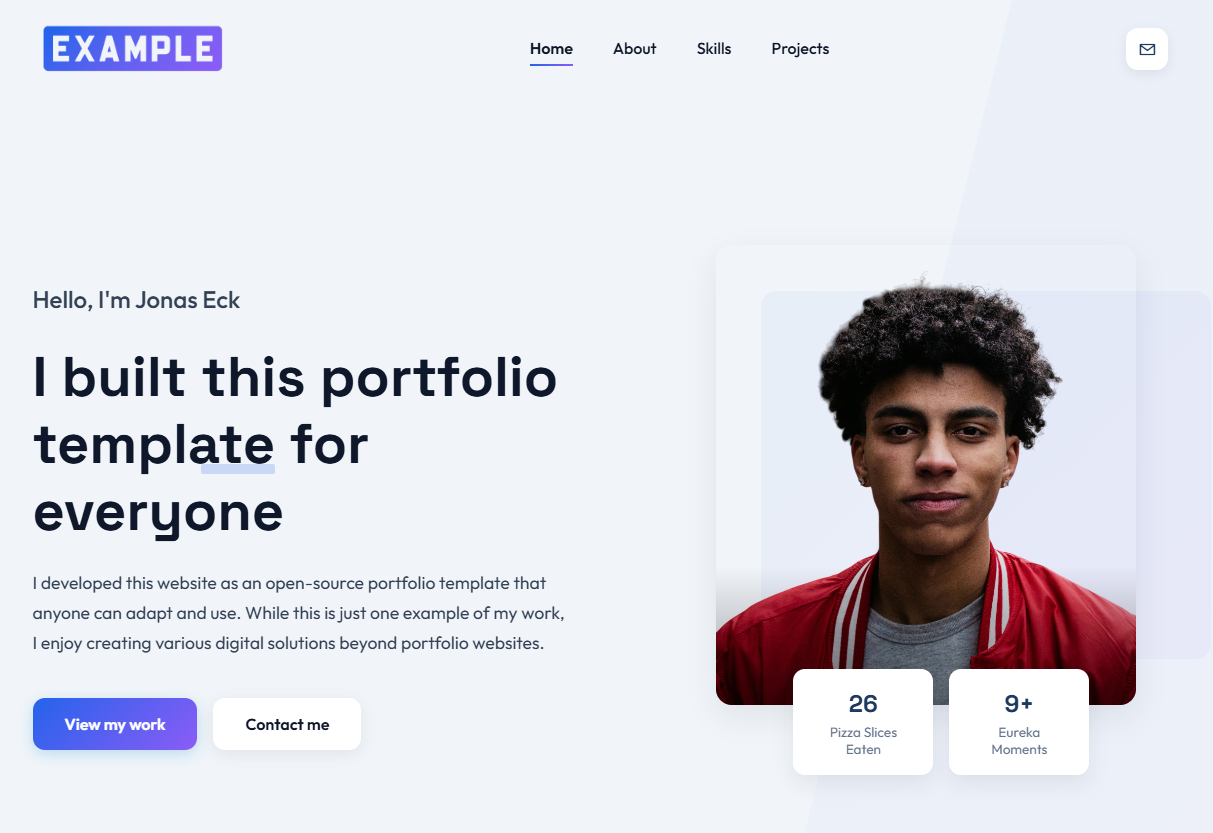 EXAMPLE
Home About Skills Projects
Hello, I'm Jonas Eck
I built this portfolio
template for
everyone
I developed this website as an open-source portfolio template that
anyone can adapt and use. While this is just one example of my work,
I enjoy creating various digital solutions beyond portfolio websites.
View my work Contact me
26
Pizza Slices
Eaten
9+
Eureka
Moments